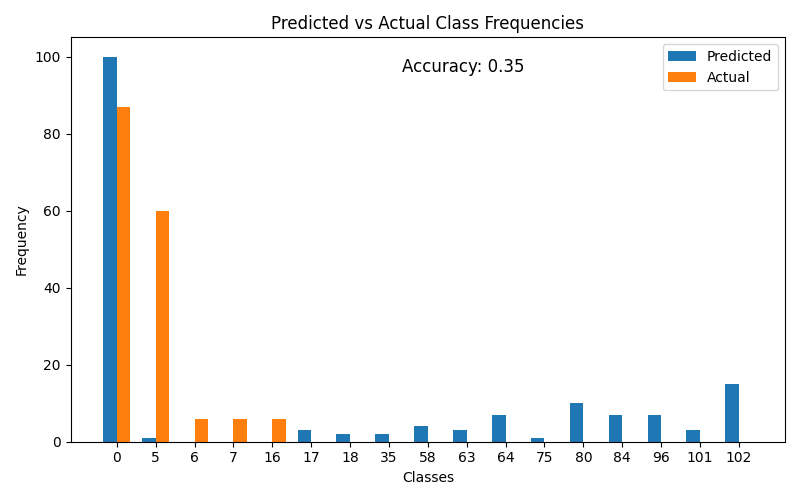 Predicted vs Actual Class Frequencies
Accuracy: 0.35
Predicted
Actual
Frequency
100
80
60
40
20
0
0 5 6 7 16 17 18 35 58 63 64 75 80 84 96 101 102
Classes